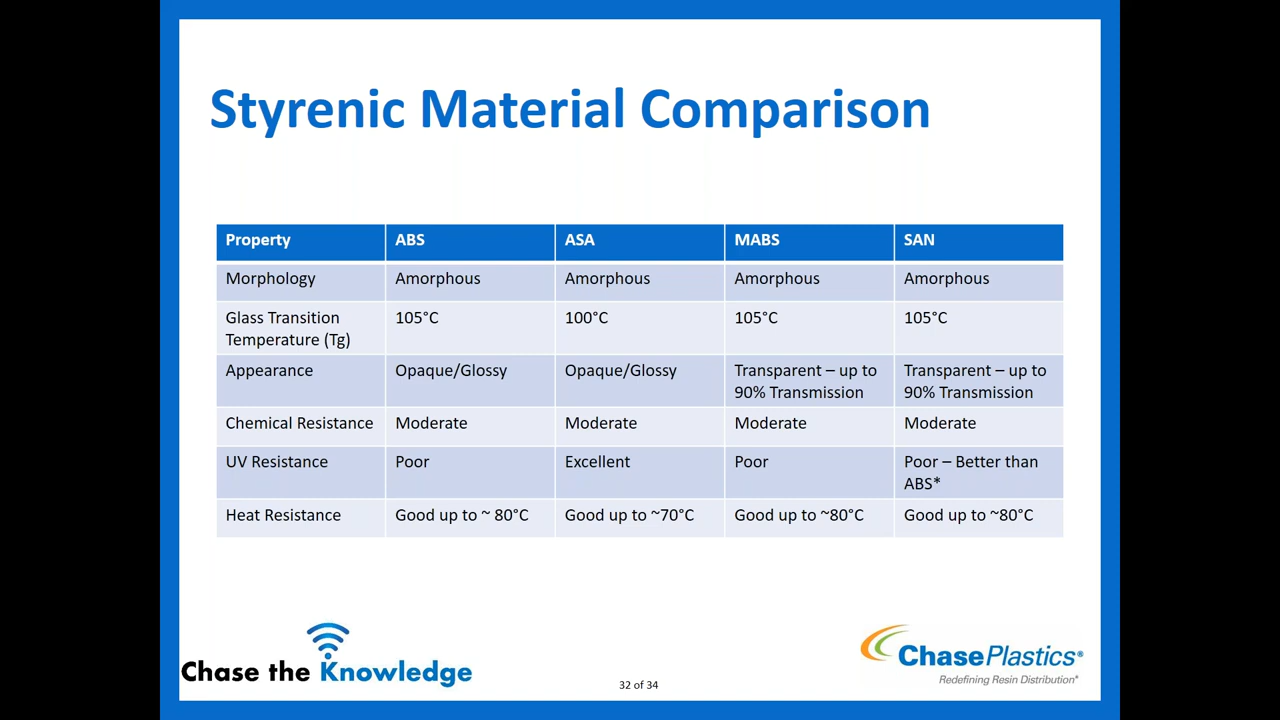 Styrenic Material Comparison
Property ABS ASA MABS SAN
Morphology Amorphous Amorphous Amorphous Amorphous
Glass Transition Temperature (Tg) 105°C 100°C 105°C 105°C
Appearance Opaque/Glossy Opaque/Glossy Transparent – up to 90% Transmission Transparent – up to 90% Transmission
Chemical Resistance Moderate Moderate Moderate Moderate
UV Resistance Poor Excellent Poor Poor – Better than ABS*
Heat Resistance Good up to ~ 80°C Good up to ~70°C Good up to ~80°C Good up to ~80°C
Chase the Knowledge
32 of 34
ChasePlastics®
Redefining Resin Distribution*